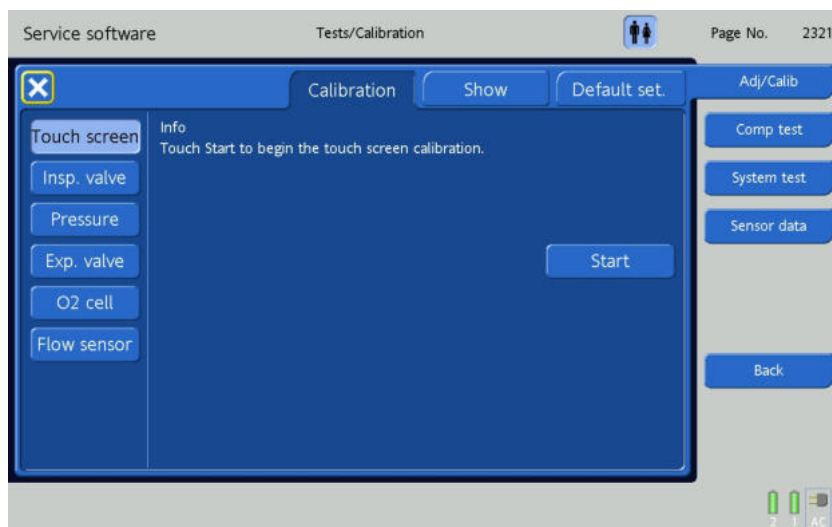 Service software Tests/Calibration Page No. 2321
Calibration Show Default set. Adj/Calib
Touch screen
Info
Touch Start to begin the touch screen calibration.
Comp test
Insp. valve
System test
Pressure
Sensor data
Exp. valve
Start
O2 cell
Flow sensor
Back
2 1 AC